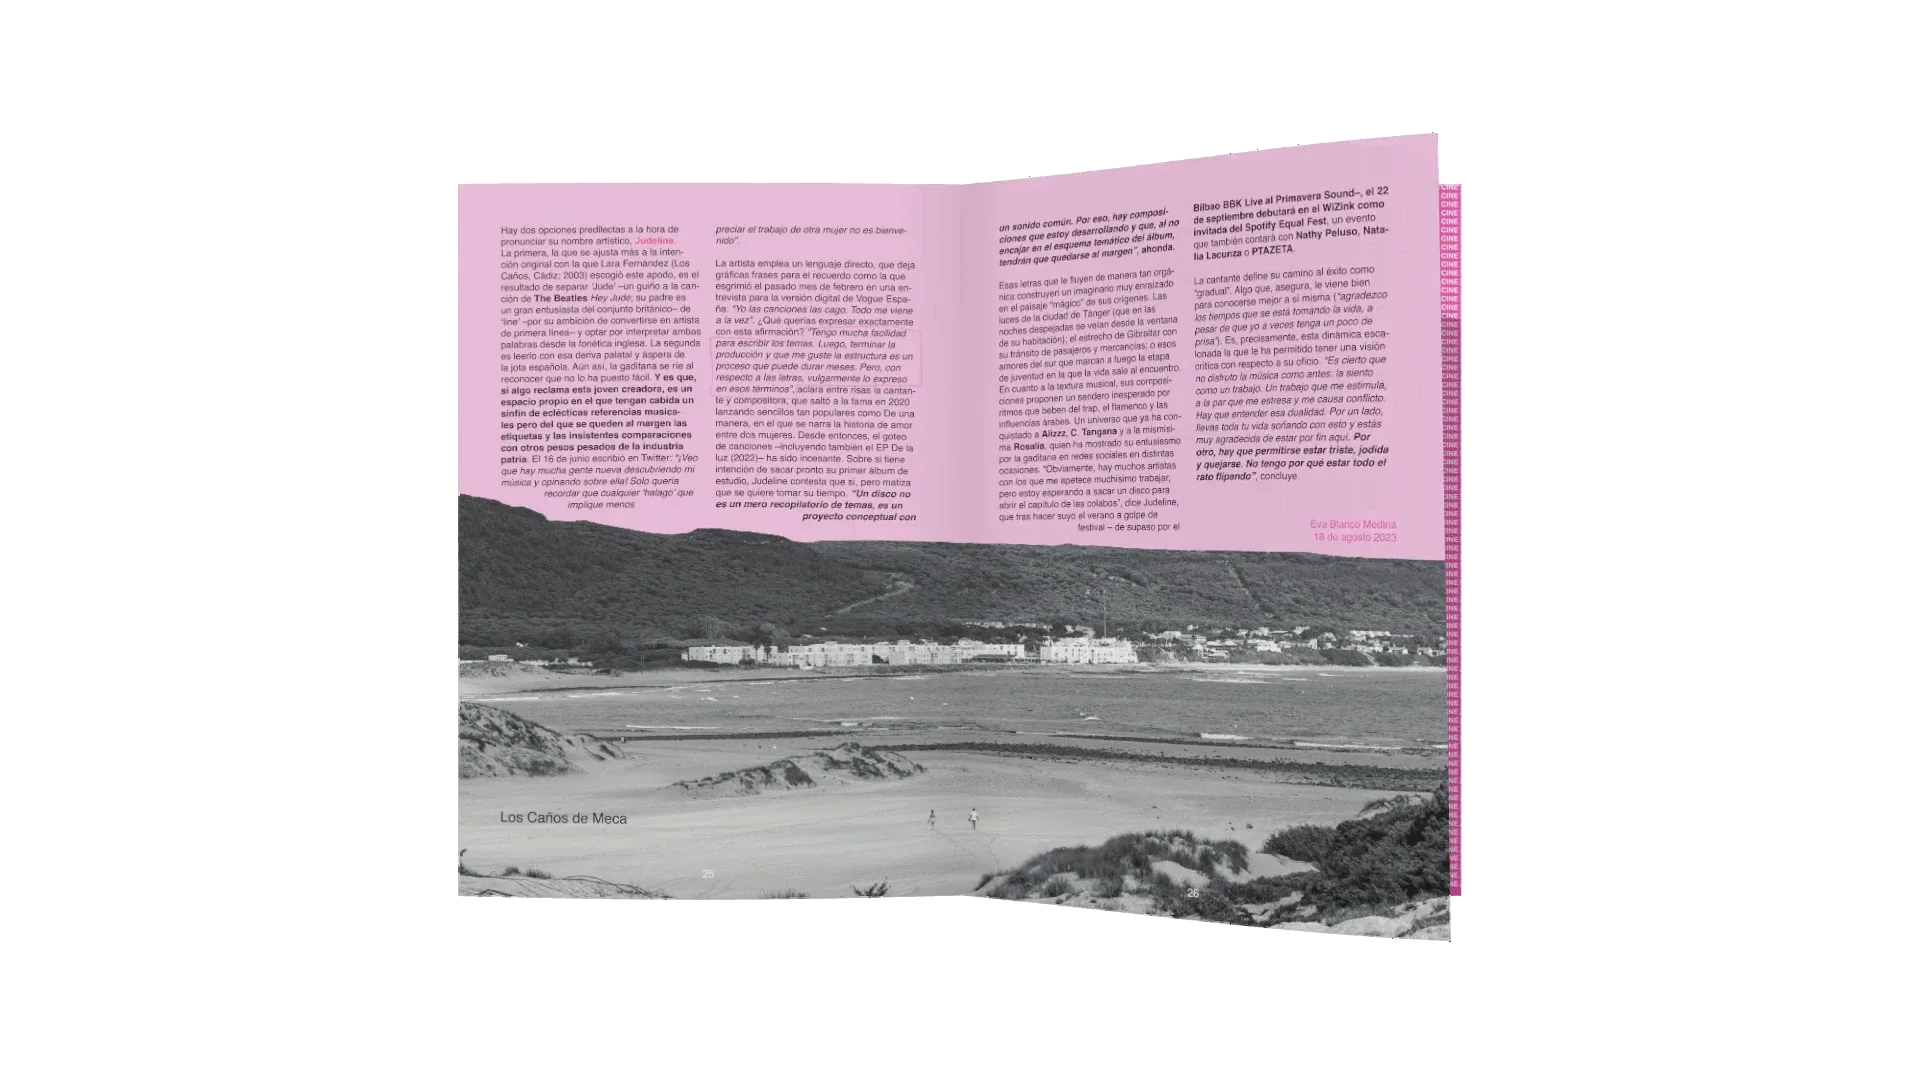 Hay dos opciones predilectas a la hora de
pronunciar su nombre artístico, Judeline.
La primera, la que se ajusta más a la inten-
ción original con la que Lara Fernández (Los
Caños, Cádiz; 2003) escogió este apodo, es el
resultado de separar 'Jude' –un guiño a la can-
ción de The Beatles Hey Jude; su padre es
un gran entusiasta del conjunto británico– de
'line' –por su ambición de convertirse en artista
de primera línea– y optar por interpretar ambas
palabras desde la fonética inglesa. La segunda
es leerlo con esa deriva palatal y áspera de
la jota española. Aún así, la gaditana se ríe al
reconocer que no lo ha puesto fácil. Y es que,
si algo reclama esta joven creadora, es un
espacio propio en el que tengan cabida un
sinfín de eclécticas referencias musica-
les pero del que se queden al margen las
etiquetas y las insistentes comparaciones
con otros pesos pesados de la industria
patria. El 16 de junio escribió en Twitter: "¡Veo
que hay mucha gente nueva descubriendo mi
música y opinando sobre ella! Solo quería
recordar que cualquier 'halago' que
implique menos
preciar el trabajo de otra mujer no es bienve-
nido".
La artista emplea un lenguaje directo, que deja
gráficas frases para el recuerdo como la que
esgrimió el pasado mes de febrero en una en-
trevista para la versión digital de Vogue Espa-
ña: "Yo las canciones las cago. Todo me viene
a la vez". ¿Qué querías expresar exactamente
con esta afirmación? "Tengo mucha facilidad
para escribir los temas. Luego, terminar la
producción y que me guste la estructura es un
proceso que puede durar meses. Pero, con
respecto a las letras, vulgarmente lo expreso
en esos términos", aclara entre risas la cantan-
te y compositora, que saltó a la fama en 2020
lanzando sencillos tan populares como De una
manera, en el que se narra la historia de amor
entre dos mujeres. Desde entonces, el goteo
de canciones –incluyendo también el EP De la
luz (2022)– ha sido incesante. Sobre si tiene
intención de sacar pronto su primer álbum de
estudio, Judeline contesta que sí, pero matiza
que se quiere tomar su tiempo. "Un disco no
es un mero recopilatorio de temas, es un
proyecto conceptual con
un sonido común. Por eso, hay composi-
ciones que estoy desarrollando y que, al no
encajar en el esquema temático del álbum,
tendrán que quedarse al margen", ahonda.
Esas letras que le fluyen de manera tan orgá-
nica construyen un imaginario muy enraizado
en el paisaje "mágico" de sus orígenes. Las
luces de la ciudad de Tánger (que en las
noches despejadas se veían desde la ventana
de su habitación); el estrecho de Gibraltar con
su tránsito de pasajeros y mercancías; o esos
amores del sur que marcan a fuego la etapa
de juventud en la que la vida sale al encuentro.
En cuanto a la textura musical, sus composi-
ciones proponen un sendero inesperado por
ritmos que beben del trap, el flamenco y las
influencias árabes. Un universo que ya ha con-
quistado a Alizzz, C. Tangana y a la mismísi-
ma Rosalía, quien ha mostrado su entusiasmo
por la gaditana en redes sociales en distintas
ocasiones. "Obviamente, hay muchos artistas
con los que me apetece muchísimo trabajar,
pero estoy esperando a sacar un disco para
abrir el capítulo de las colabos", dice Judeline,
que tras hacer suyo el verano a golpe de
festival – de supaso por el
Bilbao BBK Live al Primavera Sound–, el 22
de septiembre debutará en el WiZink como
invitada del Spotify Equal Fest, un evento
que también contará con Nathy Peluso, Nata-
lia Lacunza o PTAZETA.
La cantante define su camino al éxito como
"gradual". Algo que, asegura, le viene bien
para conocerse mejor a sí misma ("agradezco
los tiempos que se está tomando la vida, a
pesar de que yo a veces tenga un poco de
prisa"). Es, precisamente, esta dinámica esca-
lonada la que le ha permitido tener una visión
crítica con respecto a su oficio. "Es cierto que
no disfruto la música como antes: la siento
como un trabajo. Un trabajo que me estimula,
a la par que me estresa y me causa conflicto.
Hay que entender esa dualidad. Por un lado,
llevas toda tu vida soñando con esto y estás
muy agradecida de estar por fin aquí. Por
otro, hay que permitirse estar triste, jodida
y quejarse. No tengo por qué estar todo el
rato flipando", concluye.
Eva Blanco Medina
18 de agosto 2023
Los Caños de Meca
25
26
CINE